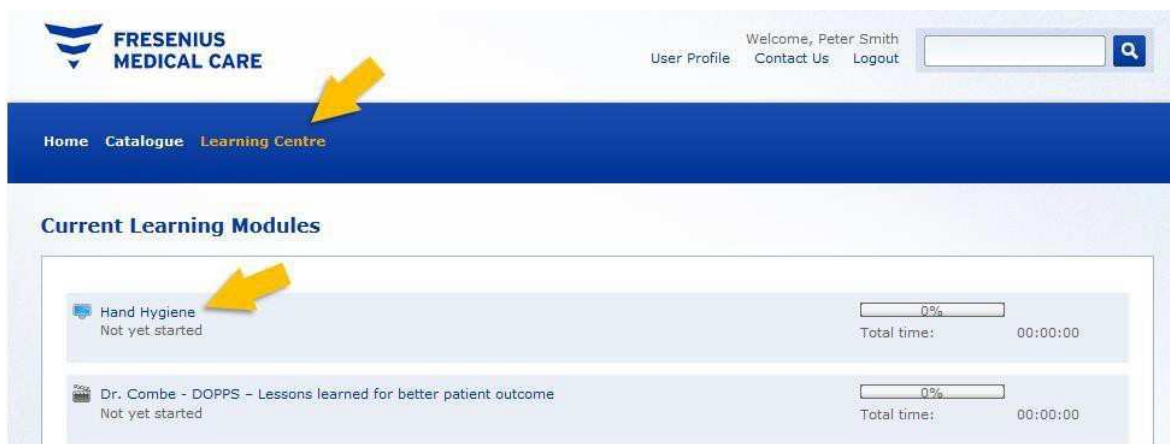 FRESENIUS
MEDICAL CARE
Welcome, Peter Smith
User Profile Contact Us Logout
Home Catalogue Learning Centre
Current Learning Modules
Hand Hygiene
Not yet started
0%
Total time: 00:00:00
Dr. Combe - DOPPS – Lessons learned for better patient outcome
Not yet started
0%
Total time: 00:00:00